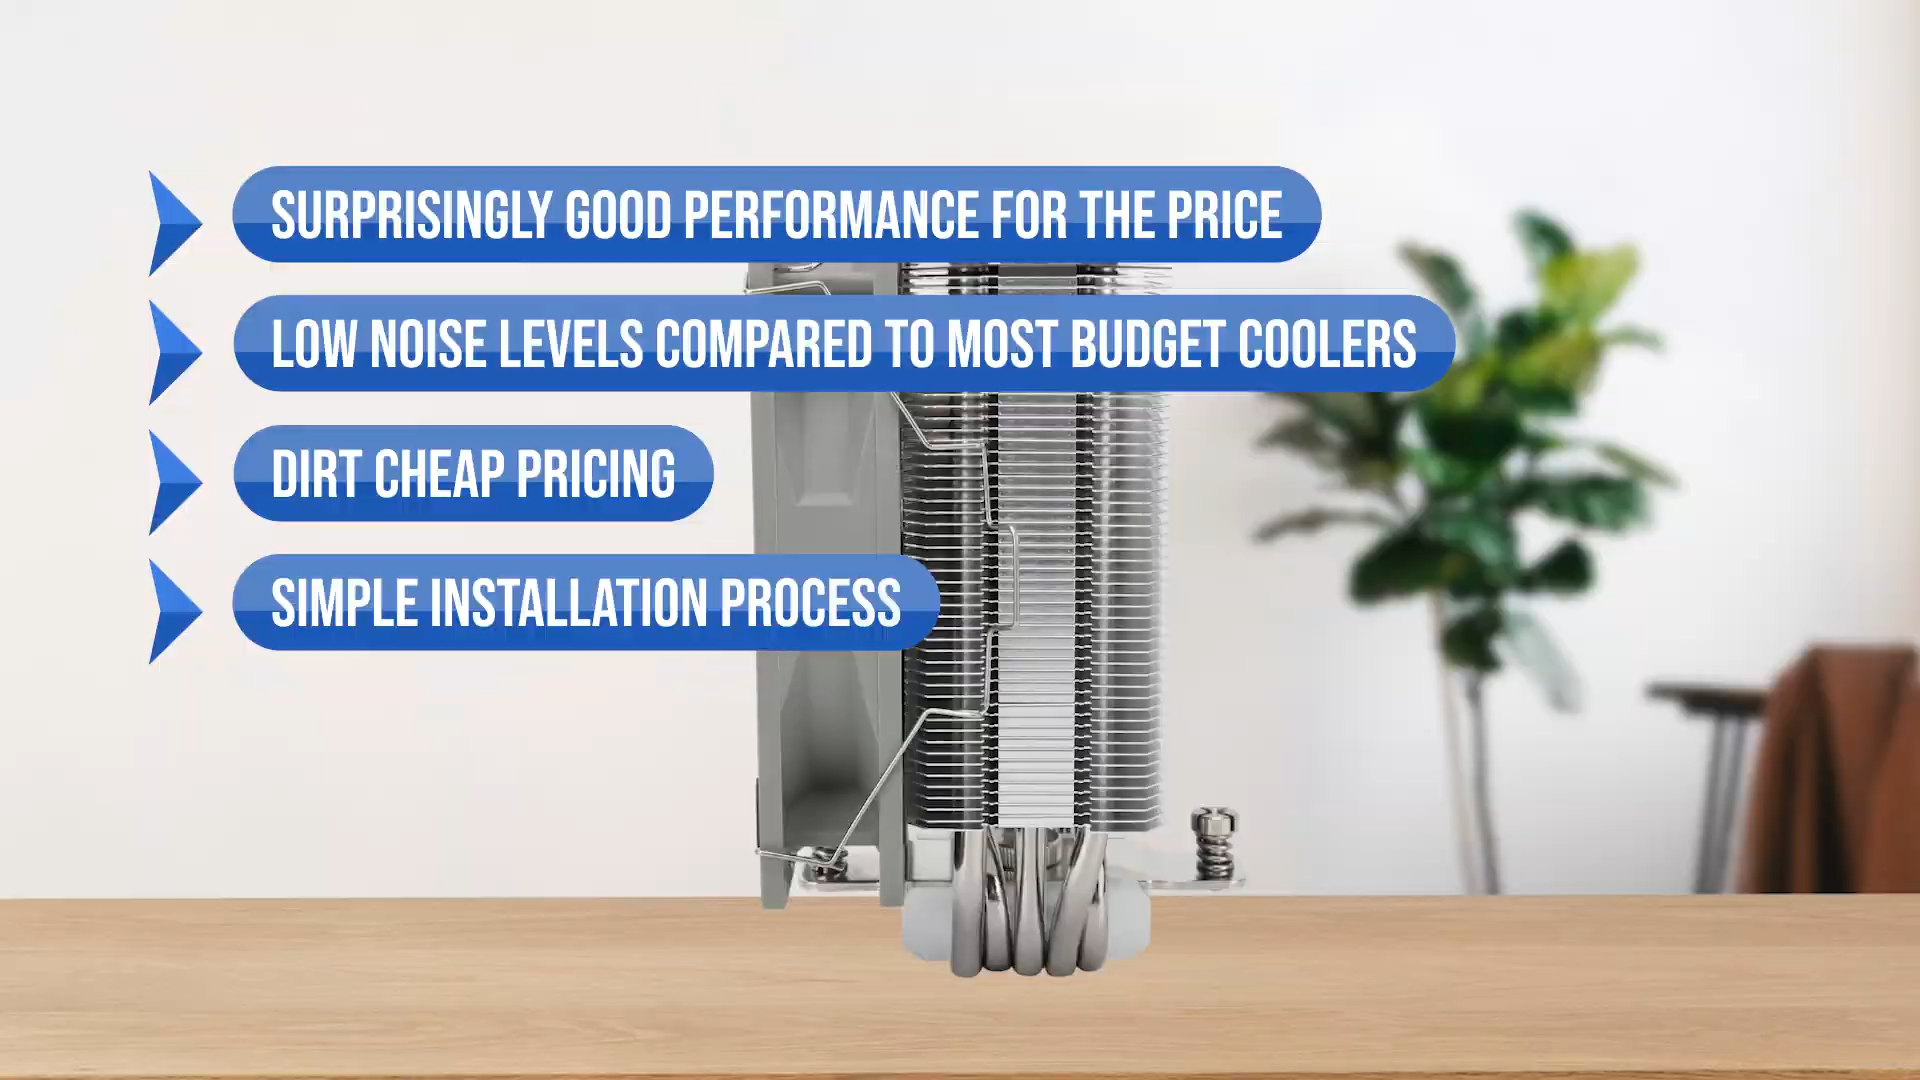 SURPRISINGLY GOOD PERFORMANCE FOR THE PRICE
LOW NOISE LEVELS COMPARED TO MOST BUDGET COOLERS
DIRT CHEAP PRICING
SIMPLE INSTALLATION PROCESS